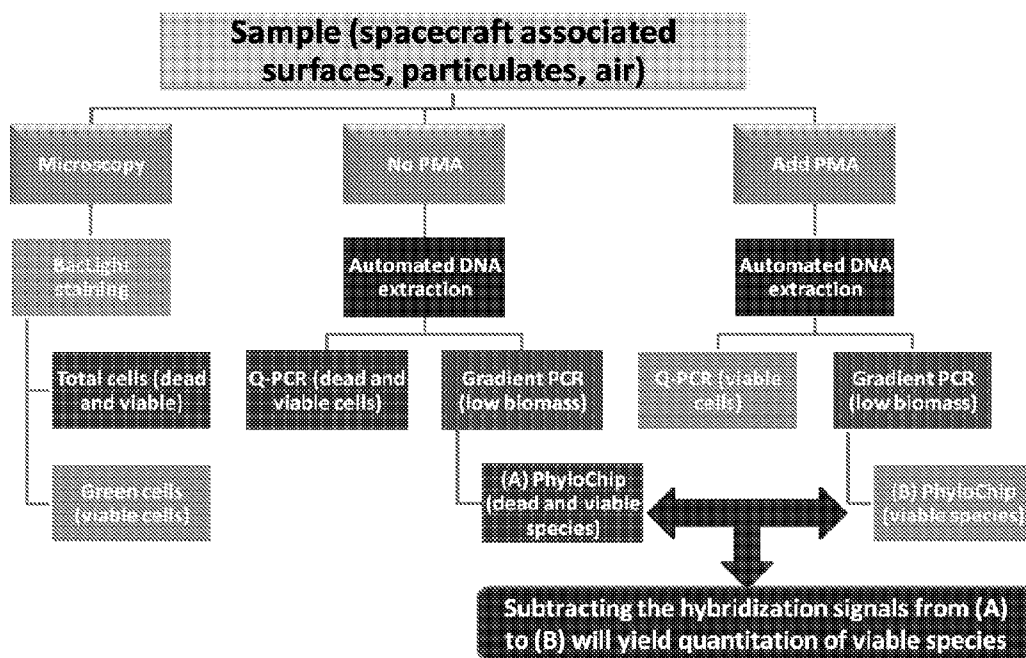 Sample (spacecraft associated
surfaces, particulates, air)
Microscopy
No PMA
Add PMA
BacLight
staining
Automated DNA
extraction
Automated DNA
extraction
Total cells (dead
and viable)
Q-PCR (dead and
viable cells)
Gradient PCR
(low biomass)
Q-PCR (viable
cells)
Gradient PCR
(low biomass)
Green cells
(viable cells)
(A) PhyloChip
(dead and viable
species)
(B) PhyloChip
(viable species)
Subtracting the hybridization signals from (A)
to (B) will yield quantitation of viable species